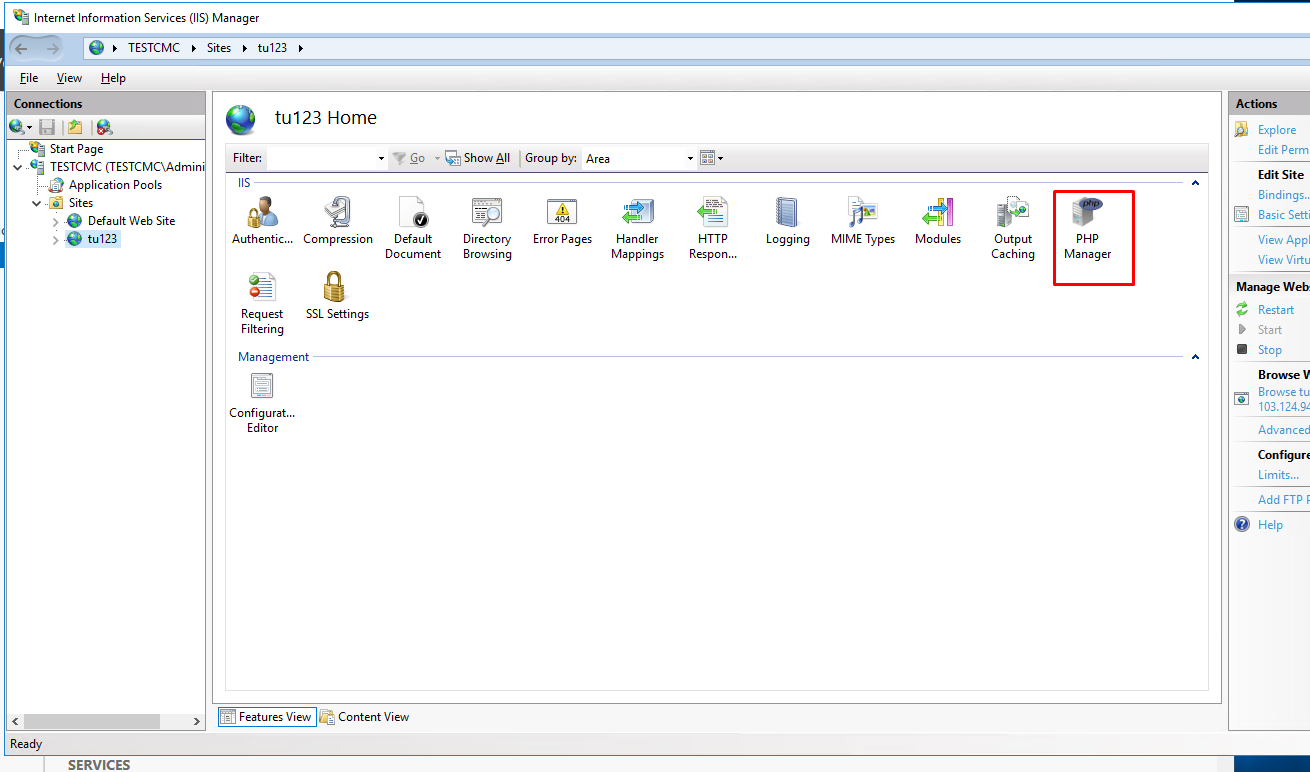 Internet Information Services (IIS) Manager
TESTCMC Sites tu123
File View Help
Connections
Start Page
TESTCMC (TESTCMC\Admini
Application Pools
Sites
Default Web Site
tu123
tu123 Home
Filter: Go Show All Group by: Area
IIS
Authentic... Compression Default Document Directory Browsing Error Pages Handler Mappings HTTP Respon... Logging MIME Types Modules Output Caching PHP Manager
404
php
Request Filtering SSL Settings
Management
Configurat... Editor
Features View Content View
Ready
SERVICES
Actions
Explore
Edit Perm
Edit Site
Bindings..
Basic Setti
View Appl
View Virtu
Manage Webs
Restart
Start
Stop
Browse W
Browse tu
103.124.94
Advanced
Configure
Limits...
Add FTP P
Help